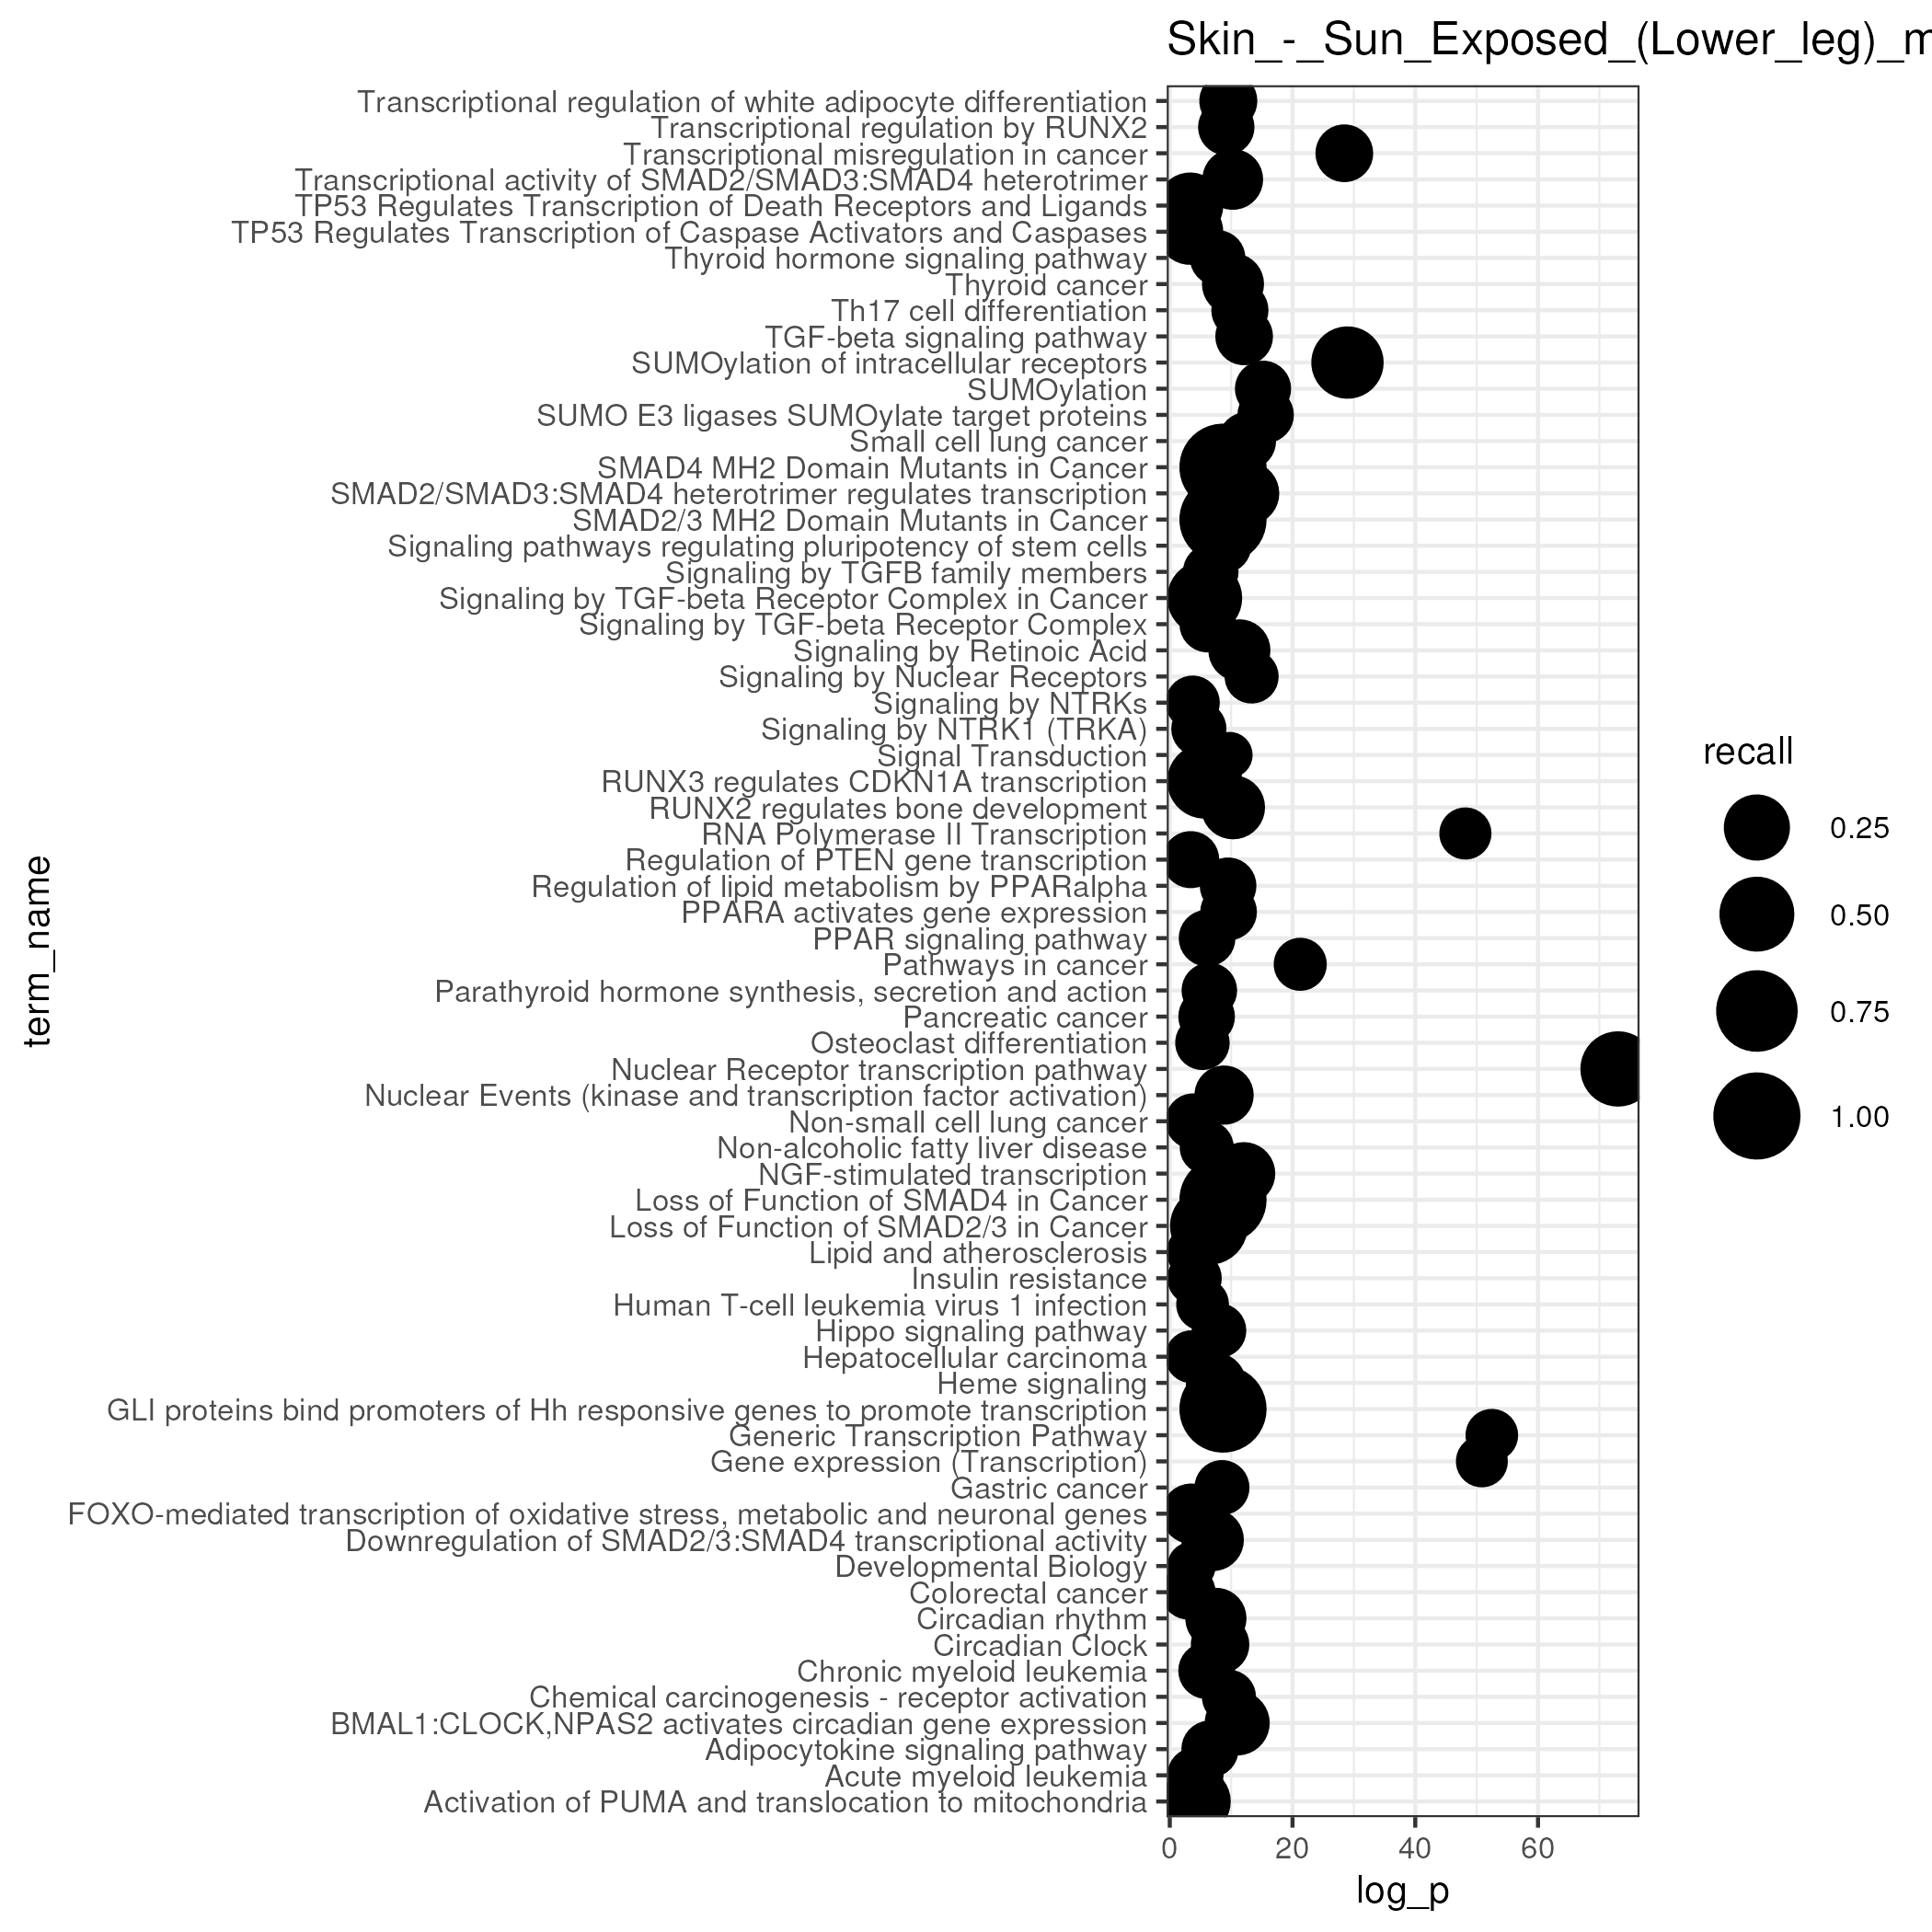 Skin_-_Sun_Exposed_(Lower_leg)_m
Transcriptional regulation of white adipocyte differentiation
Transcriptional regulation by RUNX2
Transcriptional misregulation in cancer
Transcriptional activity of SMAD2/SMAD3:SMAD4 heterotrimer
TP53 Regulates Transcription of Death Receptors and Ligands
TP53 Regulates Transcription of Caspase Activators and Caspases
Thyroid hormone signaling pathway
Thyroid cancer
Th17 cell differentiation
TGF-beta signaling pathway
SUMOylation of intracellular receptors
SUMOylation
SUMO E3 ligases SUMOylate target proteins
Small cell lung cancer
SMAD4 MH2 Domain Mutants in Cancer
SMAD2/SMAD3:SMAD4 heterotrimer regulates transcription
SMAD2/3 MH2 Domain Mutants in Cancer
Signaling pathways regulating pluripotency of stem cells
Signaling by TGFB family members
Signaling by TGF-beta Receptor Complex in Cancer
Signaling by TGF-beta Receptor Complex
Signaling by Retinoic Acid
Signaling by Nuclear Receptors
Signaling by NTRKs
Signaling by NTRK1 (TRKA)
Signal Transduction
RUNX3 regulates CDKN1A transcription
RUNX2 regulates bone development
RNA Polymerase II Transcription
Regulation of PTEN gene transcription
Regulation of lipid metabolism by PPARalpha
PPARA activates gene expression
PPAR signaling pathway
Pathways in cancer
Parathyroid hormone synthesis, secretion and action
Pancreatic cancer
Osteoclast differentiation
Nuclear Receptor transcription pathway
Nuclear Events (kinase and transcription factor activation)
Non-small cell lung cancer
Non-alcoholic fatty liver disease
NGF-stimulated transcription
Loss of Function of SMAD4 in Cancer
Loss of Function of SMAD2/3 in Cancer
Lipid and atherosclerosis
Insulin resistance
Human T-cell leukemia virus 1 infection
Hippo signaling pathway
Hepatocellular carcinoma
Heme signaling
GLI proteins bind promoters of Hh responsive genes to promote transcription
Generic Transcription Pathway
Gene expression (Transcription)
Gastric cancer
FOXO-mediated transcription of oxidative stress, metabolic and neuronal genes
Downregulation of SMAD2/3:SMAD4 transcriptional activity
Developmental Biology
Colorectal cancer
Circadian rhythm
Circadian Clock
Chronic myeloid leukemia
Chemical carcinogenesis - receptor activation
BMAL1:CLOCK,NPAS2 activates circadian gene expression
Adipocytokine signaling pathway
Acute myeloid leukemia
Activation of PUMA and translocation to mitochondria
term_name
0 20 40 60
log_p
recall
0.25
0.50
0.75
1.00